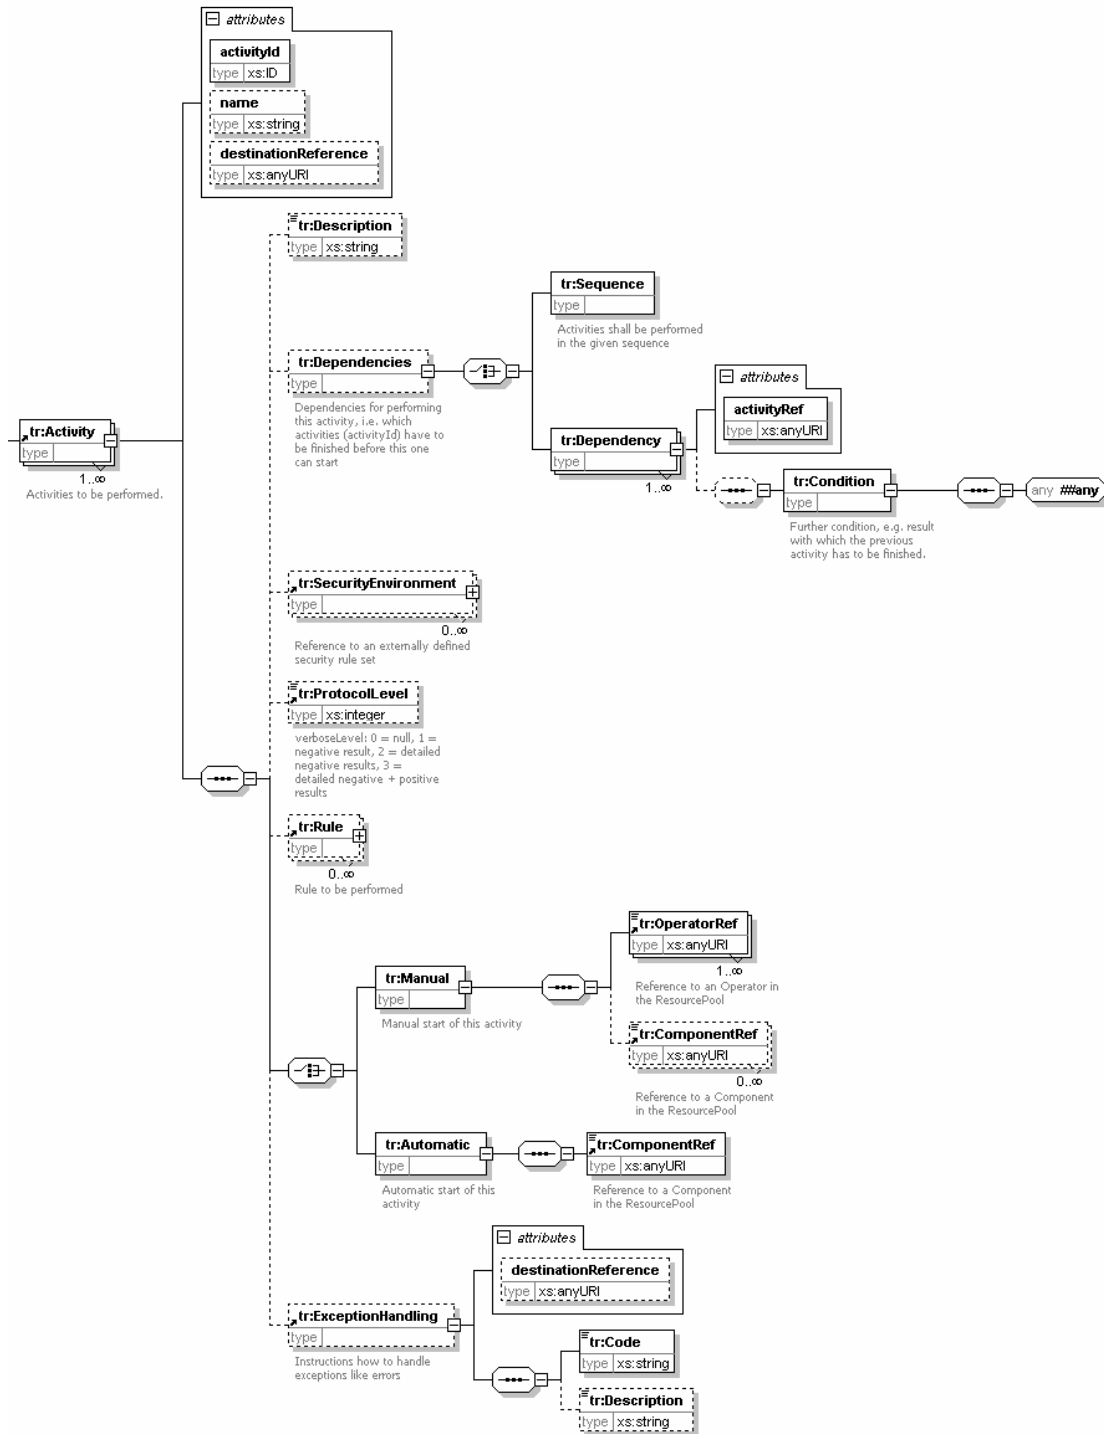 attributes
activityId
type xs:ID
name
type xs:string
destinationReference
type xs:anyURI
tr:Description
type xs:string
tr:Sequence
type
Activities shall be performed
in the given sequence
tr:Dependencies
type
Dependencies for performing
this activity, i.e. which
activities (activityId) have to
be finished before this one
can start
attributes
activityRef
type xs:anyURI
tr:Activity
type
1..∞
Activities to be performed.
tr:Dependency
type
1..∞
tr:Condition
type
any ##any
Further condition, e.g. result
with which the previous
activity has to be finished.
tr:SecurityEnvironment
type
0..∞
Reference to an externally defined
security rule set
tr:ProtocolLevel
type xs:integer
verboseLevel: 0 = null, 1 =
negative result, 2 = detailed
negative results, 3 =
detailed negative + positive
results
tr:Rule
type
0..∞
Rule to be performed
tr:OperatorRef
type xs:anyURI
1..∞
Reference to an Operator in
the ResourcePool
tr:Manual
type
Manual start of this activity
tr:ComponentRef
type xs:anyURI
0..∞
Reference to a Component
in the ResourcePool
tr:Automatic
type
Automatic start of this
activity
tr:ComponentRef
type xs:anyURI
Reference to a Component
in the ResourcePool
attributes
destinationReference
type xs:anyURI
tr:ExceptionHandling
type
Instructions how to handle
exceptions like errors
tr:Code
type xs:string
tr:Description
type xs:string